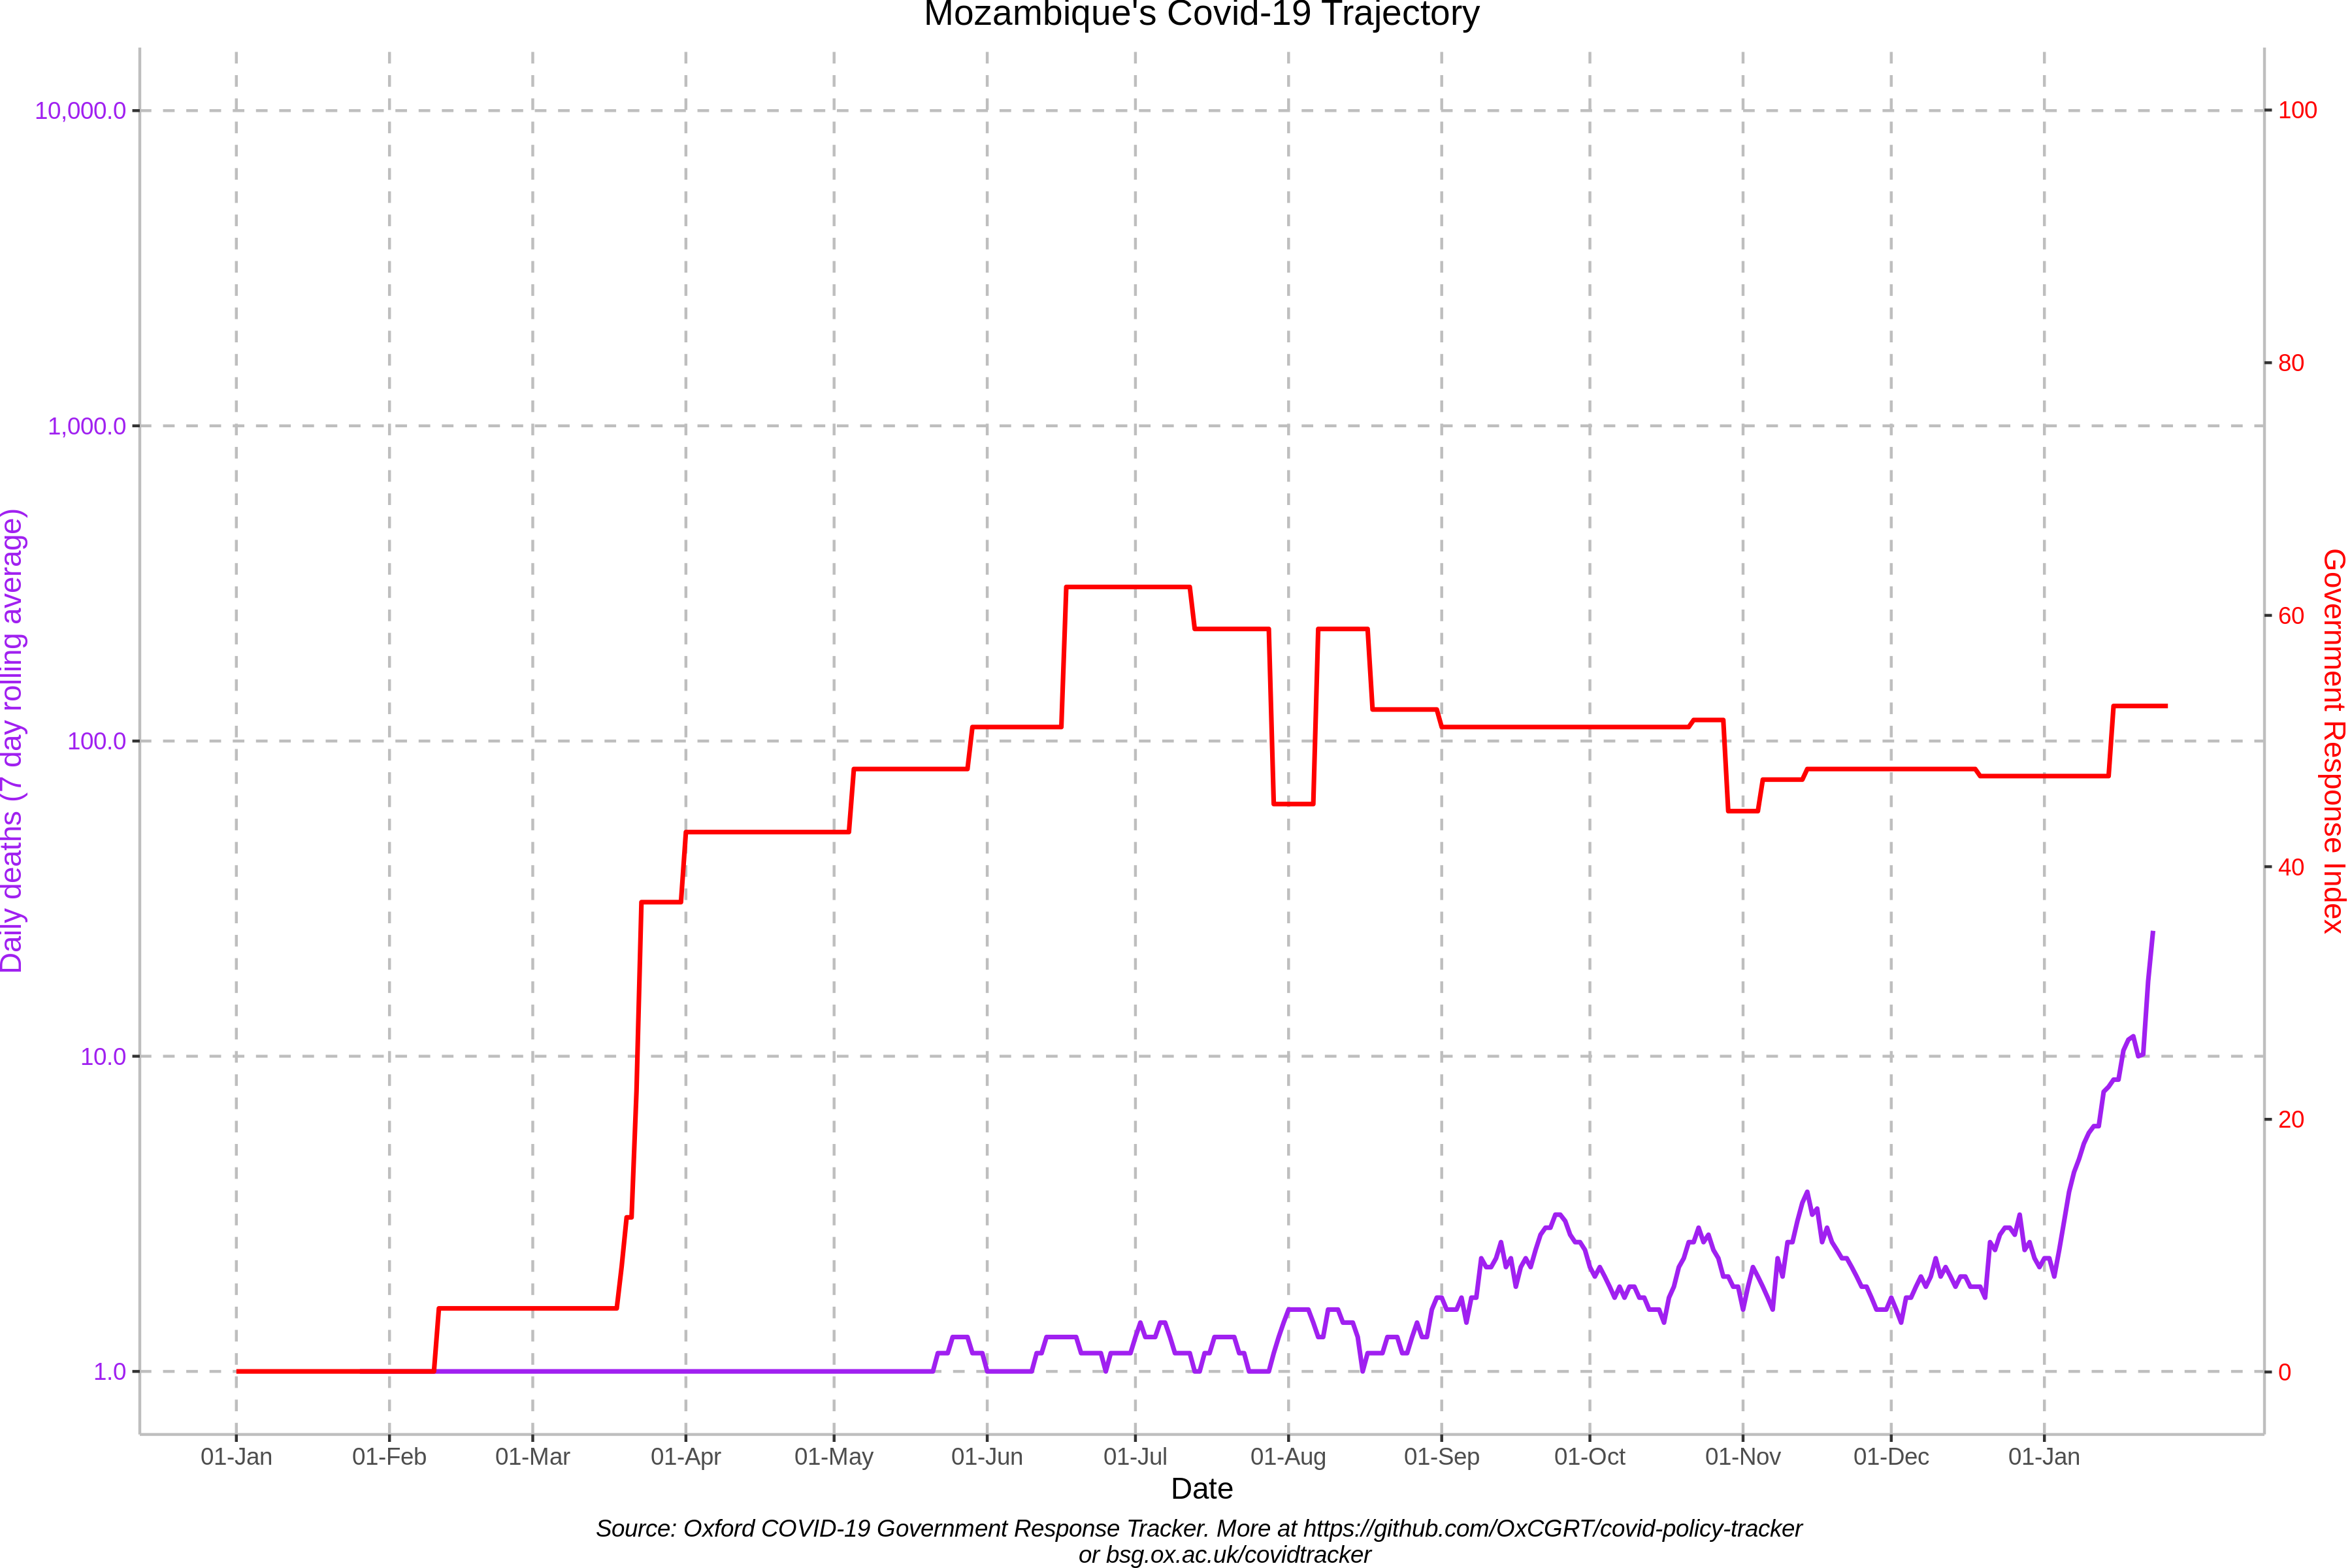 Mozambique's Covid-19 Trajectory
10,000.0
1,000.0
100.0
10.0
1.0
Daily deaths (7 day rolling average)
100
80
60
40
20
0
Government Response Index
01-Jan 01-Feb 01-Mar 01-Apr 01-May 01-Jun 01-Jul 01-Aug 01-Sep 01-Oct 01-Nov 01-Dec 01-Jan
Date
Source: Oxford COVID-19 Government Response Tracker. More at https://github.com/OxCGRT/covid-policy-tracker
or bsg.ox.ac.uk/covidtracker